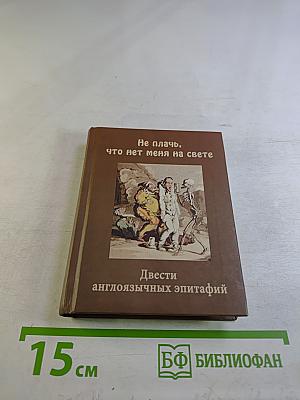 Не плачь,
что нет меня на свете
Двести
англоязычных эпитафий
15 см
БФ БИБЛИОФАН